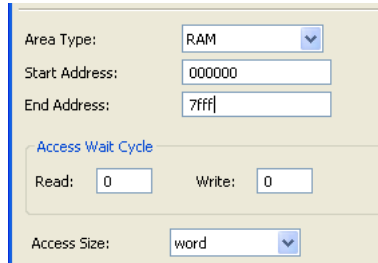 Area Type: RAM
Start Address: 000000
End Address: 7fff
Access Wait Cycle
Read: 0 Write: 0
Access Size: word